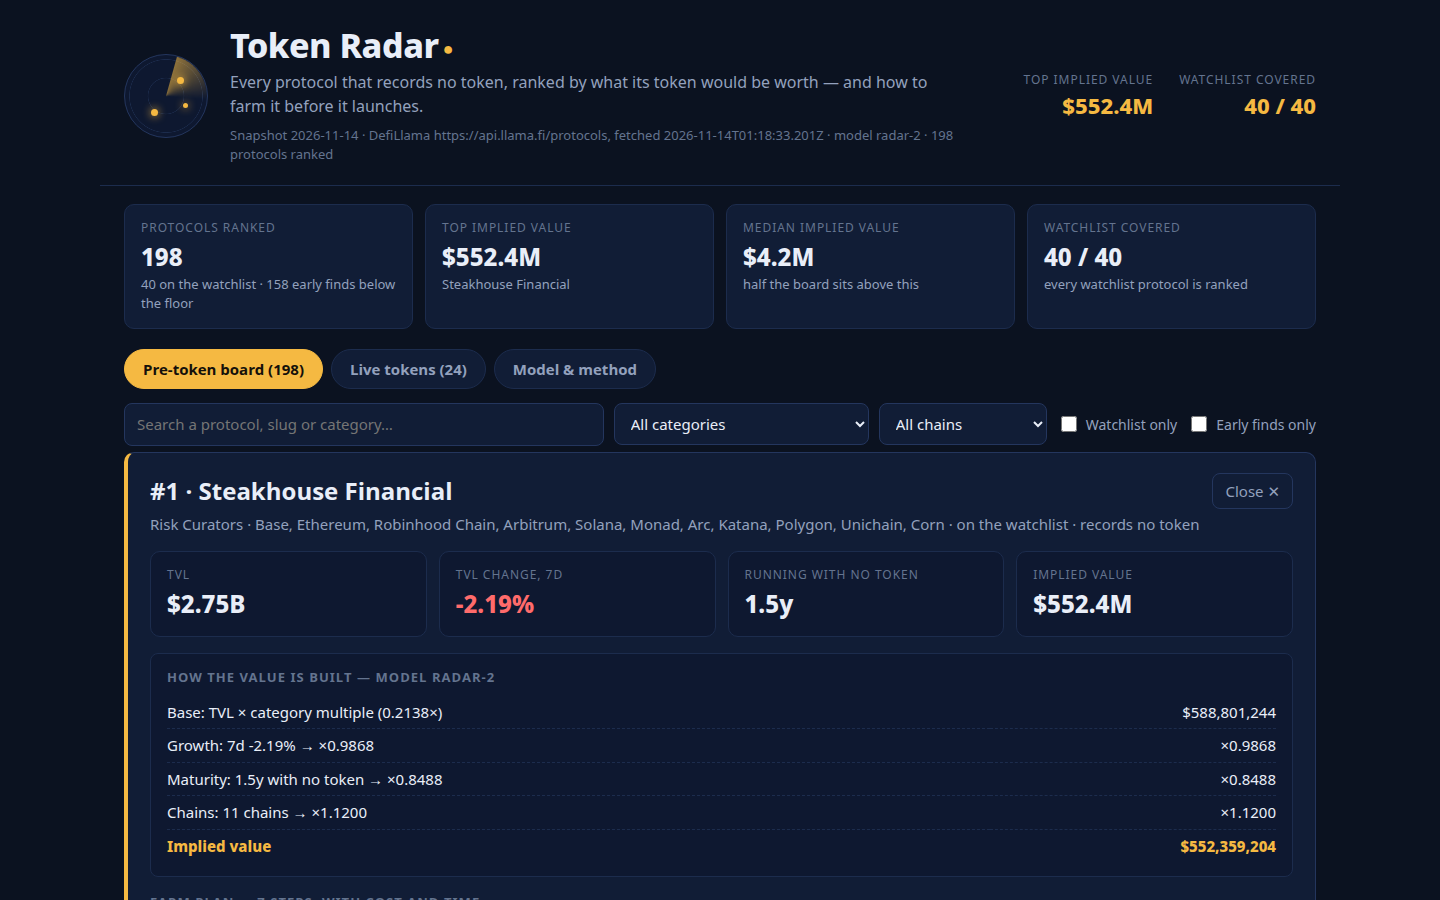 Token Radar
Every protocol that records no token, ranked by what its token would be worth — and how to
farm it before it launches.
Snapshot 2026-11-14 · DefiLlama https://api.llama.fi/protocols, fetched 2026-11-14T01:18:33.201Z · model radar-2 · 198
protocols ranked
TOP IMPLIED VALUE
$552.4M
WATCHLIST COVERED
40 / 40
PROTOCOLS RANKED
198
40 on the watchlist · 158 early finds below
the floor
TOP IMPLIED VALUE
$552.4M
Steakhouse Financial
MEDIAN IMPLIED VALUE
$4.2M
half the board sits above this
WATCHLIST COVERED
40 / 40
every watchlist protocol is ranked
Pre-token board (198)
Live tokens (24)
Model & method
Search a protocol, slug or category...
All categories
All chains
Watchlist only
Early finds only
#1 · Steakhouse Financial
Close ✕
Risk Curators · Base, Ethereum, Robinhood Chain, Arbitrum, Solana, Monad, Arc, Katana, Polygon, Unichain, Corn · on the watchlist · records no token
TVL
$2.75B
TVL CHANGE, 7D
-2.19%
RUNNING WITH NO TOKEN
1.5y
IMPLIED VALUE
$552.4M
HOW THE VALUE IS BUILT — MODEL RADAR-2
Base: TVL × category multiple (0.2138×) $588,801,244
Growth: 7d -2.19% → ×0.9868 ×0.9868
Maturity: 1.5y with no token → ×0.8488 ×0.8488
Chains: 11 chains → ×1.1200 ×1.1200
Implied value $552,359,204
FARM PLAN — 7 STEPS, WITH COST AND TIME